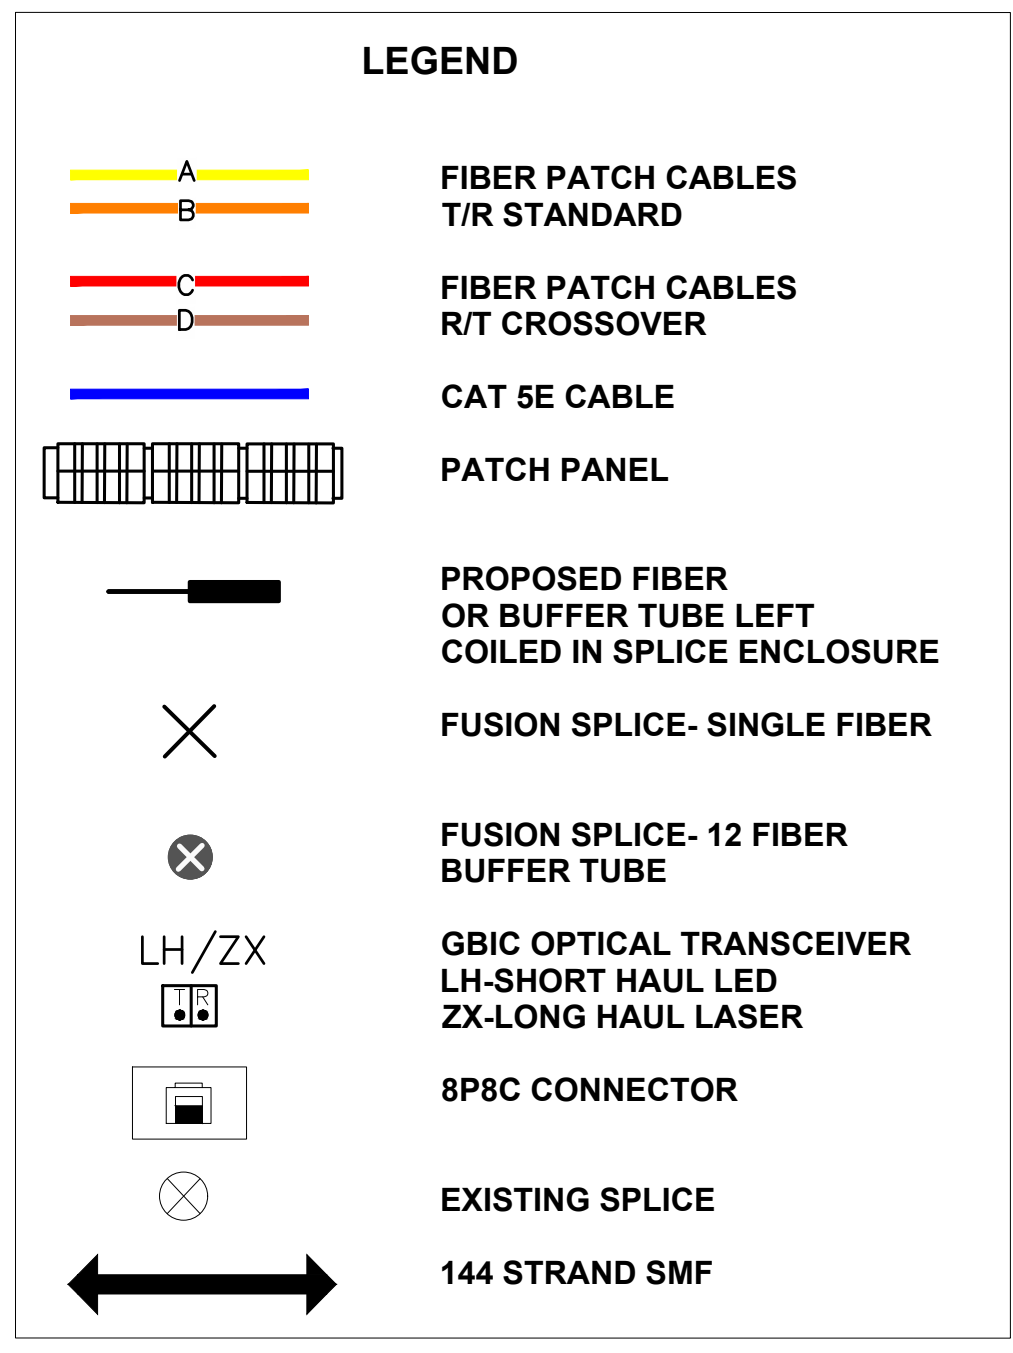 LEGEND
A
FIBER PATCH CABLES
B
T/R STANDARD
C
FIBER PATCH CABLES
D
R/T CROSSOVER
CAT 5E CABLE
PATCH PANEL
PROPOSED FIBER
OR BUFFER TUBE LEFT
COILED IN SPLICE ENCLOSURE
FUSION SPLICE- SINGLE FIBER
FUSION SPLICE- 12 FIBER
BUFFER TUBE
LH/ZX
GBIC OPTICAL TRANSCEIVER
LH-SHORT HAUL LED
T R
ZX-LONG HAUL LASER
8P8C CONNECTOR
EXISTING SPLICE
144 STRAND SMF